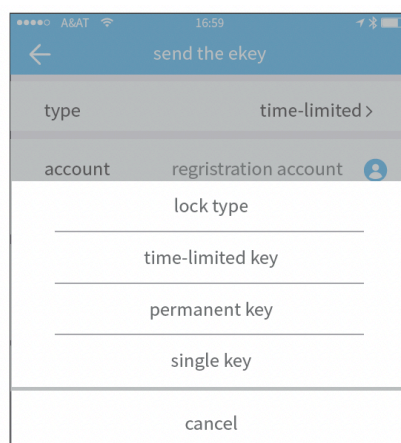 A&AT 16:59
send the ekey
type time-limited >
account regristration account
lock type
time-limited key
permanent key
single key
cancel